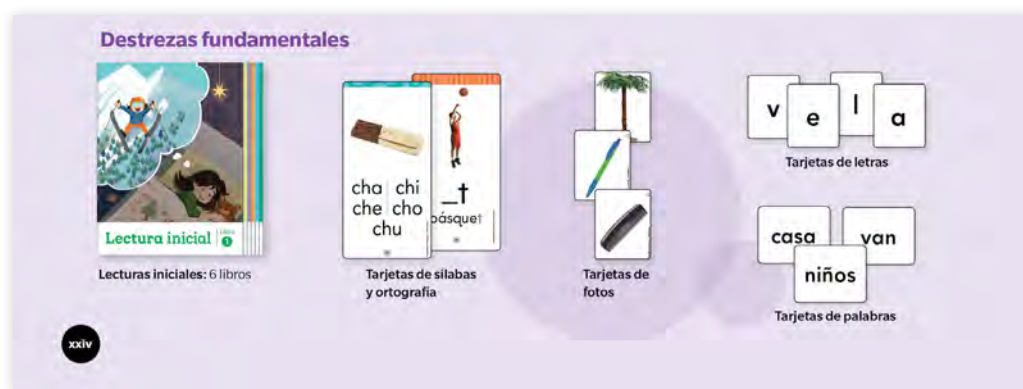 Destrezas fundamentales
Lectura inicial
LIBRO
1
Lecturas iniciales: 6 libros
cha chi
che cho
chu
_t
básquet
Tarjetas de sílabas
y ortografía
Tarjetas de
fotos
v
e
l
a
Tarjetas de letras
casa
van
niños
Tarjetas de palabras
xxiv